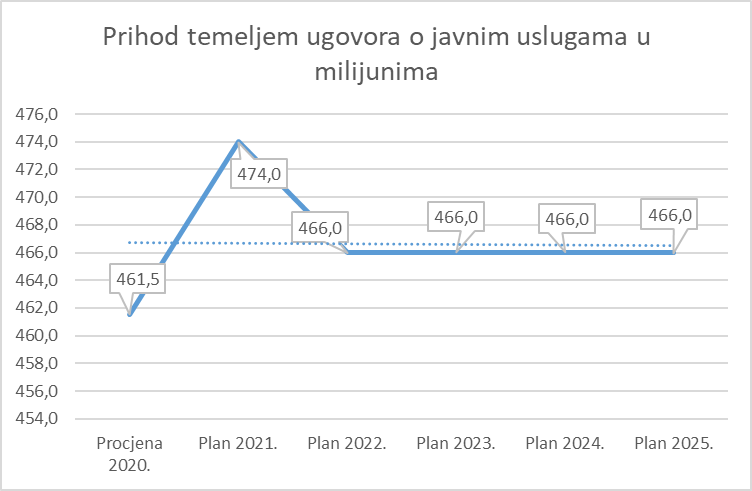 Prihod temeljem ugovora o javnim uslugama u
milijunima
476,0
474,0
472,0
470,0
468,0
466,0
464,0
462,0
460,0
458,0
456,0
454,0
461,5
474,0
466,0
466,0
466,0
466,0
Procjena
2020.
Plan 2021.
Plan 2022.
Plan 2023.
Plan 2024.
Plan 2025.